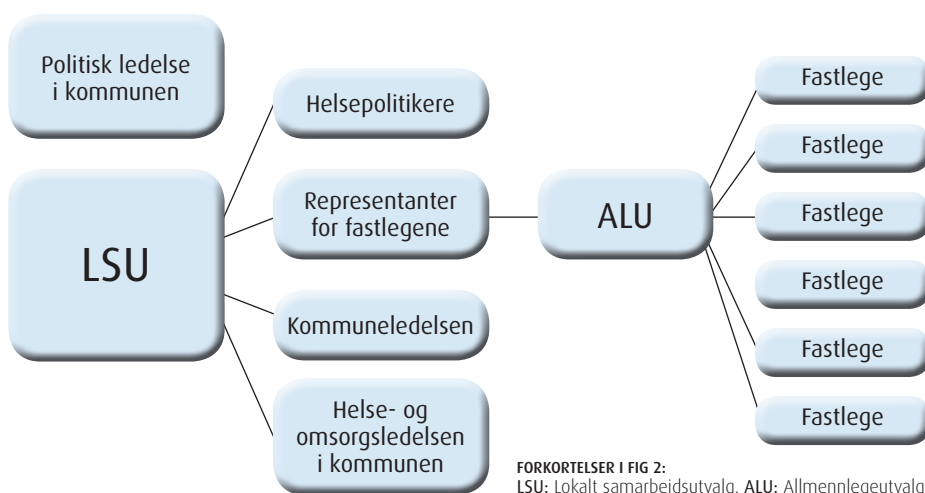 Politisk ledelse
i kommunen
LSU
Helsepolitikere
Representanter
for fastlegene
Kommuneledelsen
Helse- og
omsorgsledelsen
i kommunen
ALU
Fastlege
Fastlege
Fastlege
Fastlege
Fastlege
Fastlege
FORKORTELSER I FIG 2:
LSU: Lokalt samarbeidsutvalg. ALU: Allmennlegeutvalg